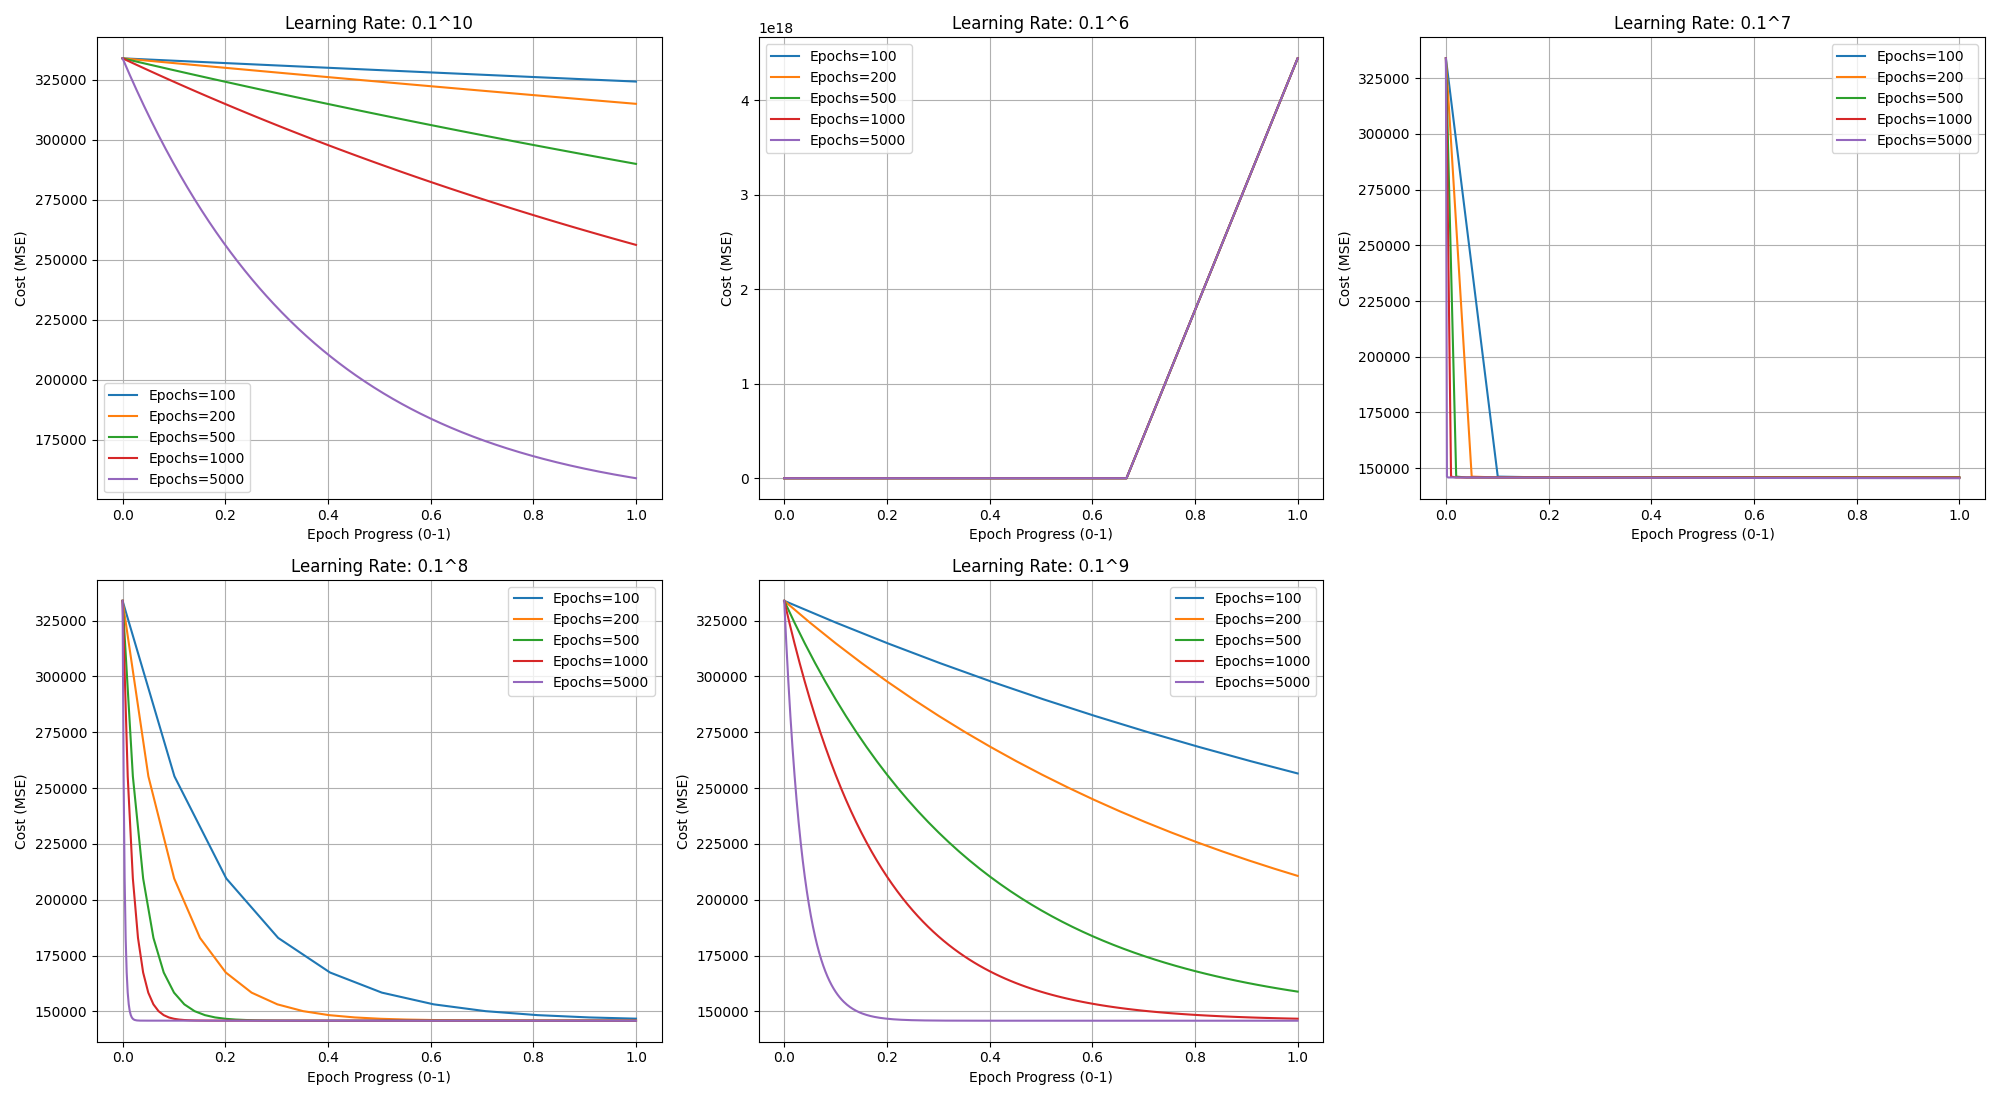 Learning Rate: 0.1^10
325000
300000
275000
250000
225000
200000
175000
Cost (MSE)
Epochs=100
Epochs=200
Epochs=500
Epochs=1000
Epochs=5000
0.0 0.2 0.4 0.6 0.8 1.0
Epoch Progress (0-1)
Learning Rate: 0.1^6
1e18
4
3
2
1
0
Cost (MSE)
Epochs=100
Epochs=200
Epochs=500
Epochs=1000
Epochs=5000
0.0 0.2 0.4 0.6 0.8 1.0
Epoch Progress (0-1)
Learning Rate: 0.1^7
325000
300000
275000
250000
225000
200000
175000
150000
Cost (MSE)
Epochs=100
Epochs=200
Epochs=500
Epochs=1000
Epochs=5000
0.0 0.2 0.4 0.6 0.8 1.0
Epoch Progress (0-1)
Learning Rate: 0.1^8
325000
300000
275000
250000
225000
200000
175000
150000
Cost (MSE)
Epochs=100
Epochs=200
Epochs=500
Epochs=1000
Epochs=5000
0.0 0.2 0.4 0.6 0.8 1.0
Epoch Progress (0-1)
Learning Rate: 0.1^9
325000
300000
275000
250000
225000
200000
175000
150000
Cost (MSE)
Epochs=100
Epochs=200
Epochs=500
Epochs=1000
Epochs=5000
0.0 0.2 0.4 0.6 0.8 1.0
Epoch Progress (0-1)